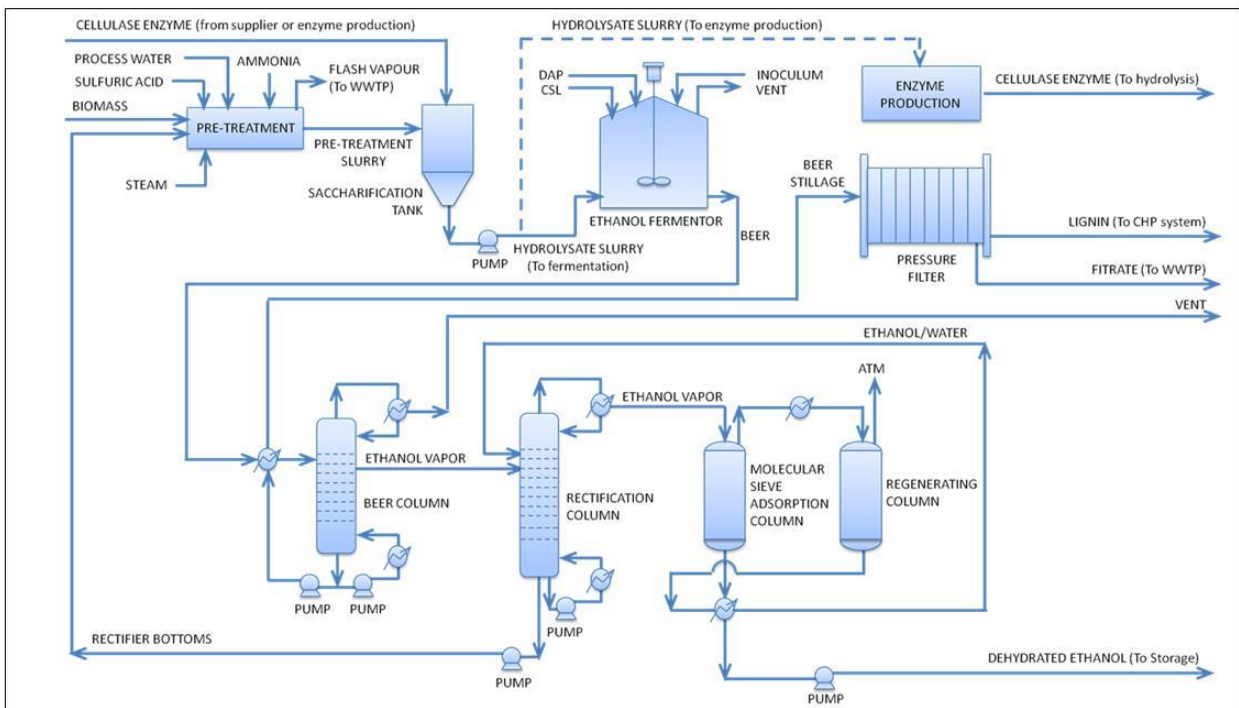 CELLULASE ENZYME (from supplier or enzyme production)
HYDROLYSATE SLURRY (To enzyme production)
PROCESS WATER
AMMONIA
SULFURIC ACID
FLASH VAPOUR
(To WWTP)
BIOMASS
PRE-TREATMENT
PRE-TREATMENT
SLURRY
STEAM
SACCHARIFICATION
TANK
PUMP
HYDROLYSATE SLURRY
(To fermentation)
DAP
CSL
INOCULUM
VENT
ETHANOL FERMENTOR
BEER
ENZYME
PRODUCTION
CELLULASE ENZYME (To hydrolysis)
BEER
STILLAGE
PRESSURE
FILTER
LIGNIN (To CHP system)
FITRATE (To WWTP)
VENT
ETHANOL/WATER
ATM
ETHANOL VAPOR
ETHANOL VAPOR
BEER COLUMN
RECTIFICATION
COLUMN
MOLECULAR
SIEVE
ADSORPTION
COLUMN
REGENERATING
COLUMN
PUMP
PUMP
PUMP
RECTIFIER BOTTOMS
PUMP
DEHYDRATED ETHANOL (To Storage)
PUMP